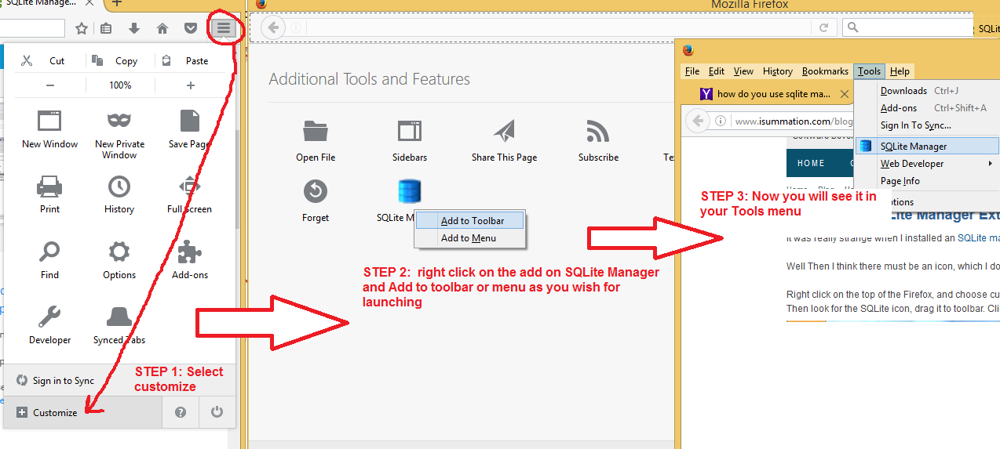 SQLite Manager...
Cut
Copy
Paste
100%
New Window
New Private
Window
Save Page
Print
History
Full Screen
Find
Options
Add-ons
Developer
Synced Tabs
STEP 1: Select
customize
Sign in to Sync
Customize
Mozilla Firefox
Additional Tools and Features
Open File
Sidebars
Share This Page
Subscribe
Forget
SQLite M
Add to Toolbar
Add to Menu
STEP 2: right click on the add on SQLite Manager
and Add to toolbar or menu as you wish for
launching
SQLit
File Edit View History Bookmarks Tools Help
how do you use sqlite ma...
www.isummation.com/blog
Downloads Ctrl+J
Add-ons Ctrl+Shift+A
Sign In To Sync...
SQLite Manager
Web Developer
Page Info
HOME
STEP 3: Now you will see it in
your Tools menu
ptions
ite Manager Ext
It was really strange when I installed an SQLite ma
Well Then I think there must be an icon, which I do
Right click on the top of the Firefox, and choose cu
Then look for the SQLite icon, drag it to toolbar. Cli